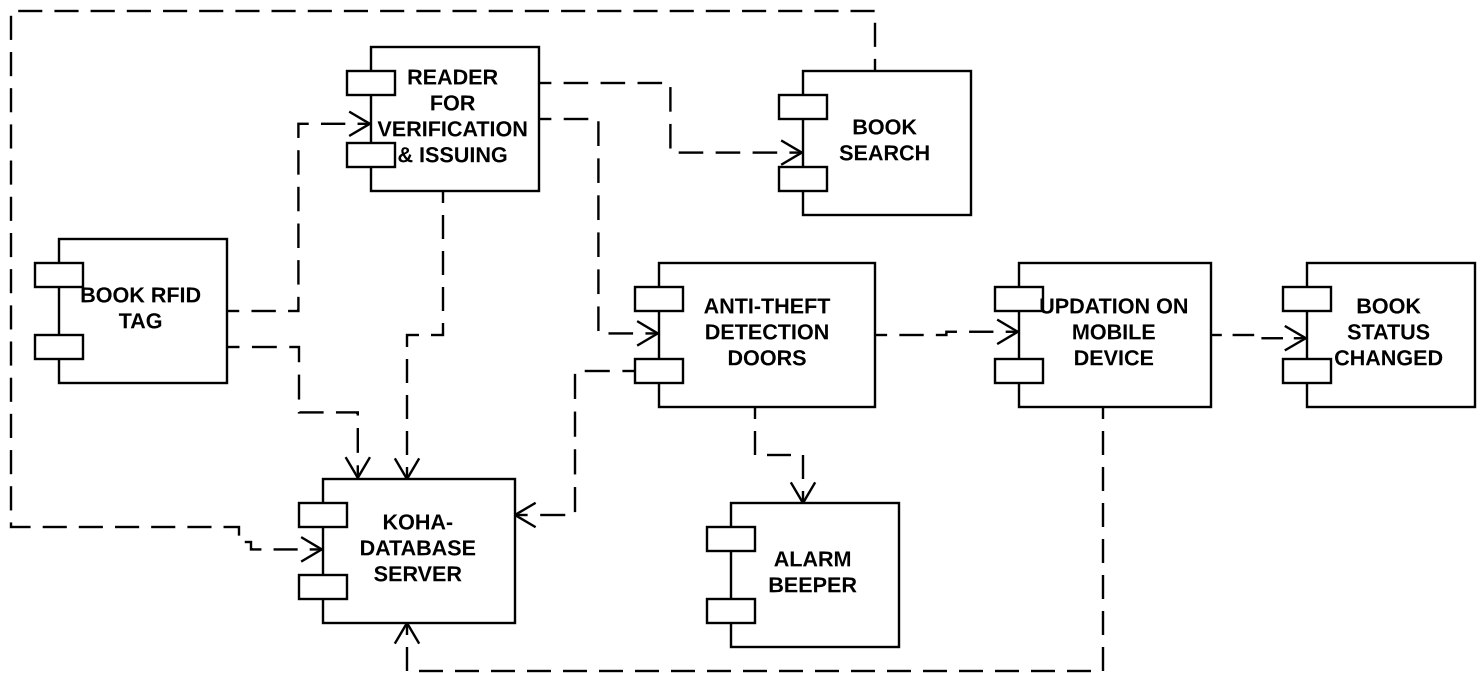 READER
FOR
VERIFICATION
& ISSUING
BOOK
SEARCH
BOOK RFID
TAG
ANTI-THEFT
DETECTION
DOORS
UPDATION ON
MOBILE
DEVICE
BOOK
STATUS
CHANGED
KOHA-
DATABASE
SERVER
ALARM
BEEPER